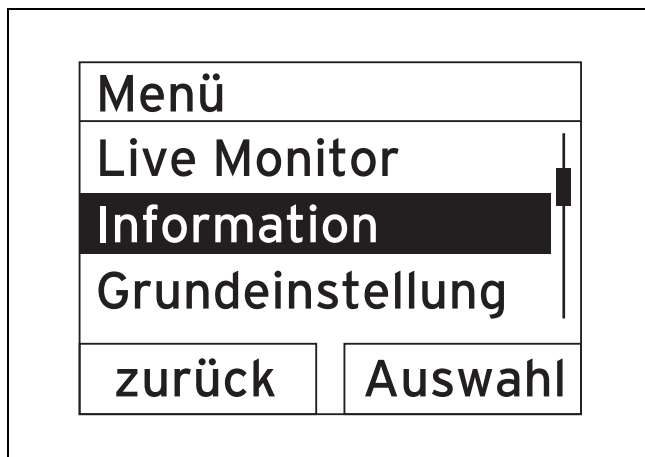 Menü
Live Monitor
Information
Grundeinstellung
zurück Auswahl